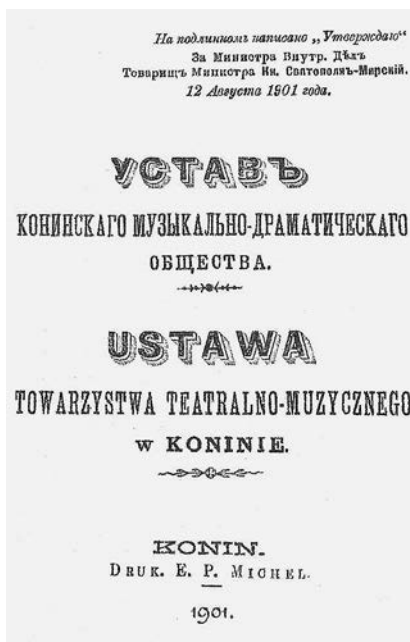 На подлинномъ написано „Утверждаю“
За Министра Внутр. Дѣлъ
Товарищъ Министра Кн. Святополкъ-Мирскій.
12 Августа 1901 года.
УСТАВЪ
КОНИНСКАГО МУЗЫКАЛЬНО-ДРАМАТИЧЕСКАГО
ОБЩЕСТВА.
USTAWA
TOWARZYSTWA TEATRALNO-MUZYCZNEGO
W KONINIE.
KONIN.
DRUK. E. P. MICHEL.
1901.